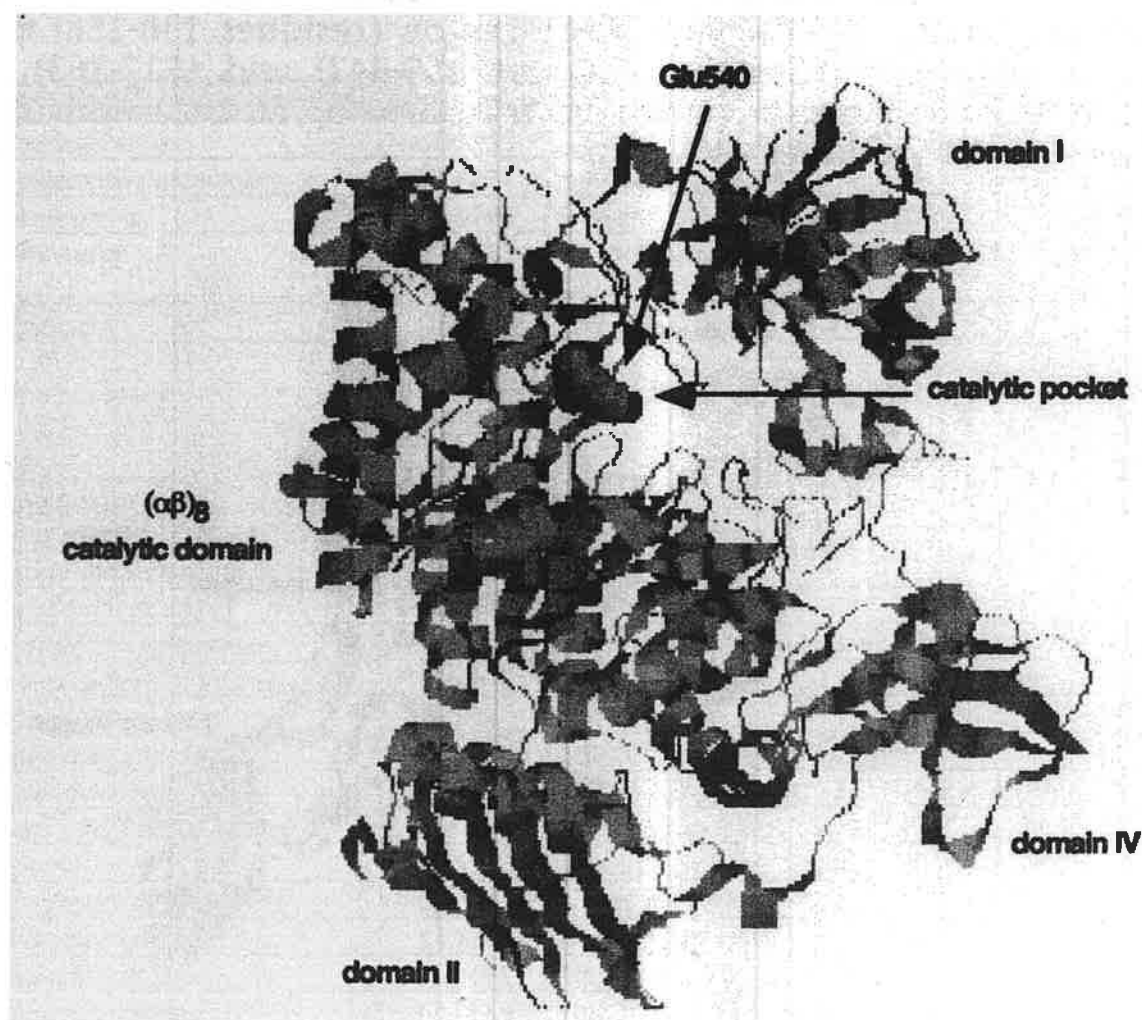 Glu540
domain I
catalytic pocket
(αβ)8
catalytic domain
domain IV
domain II